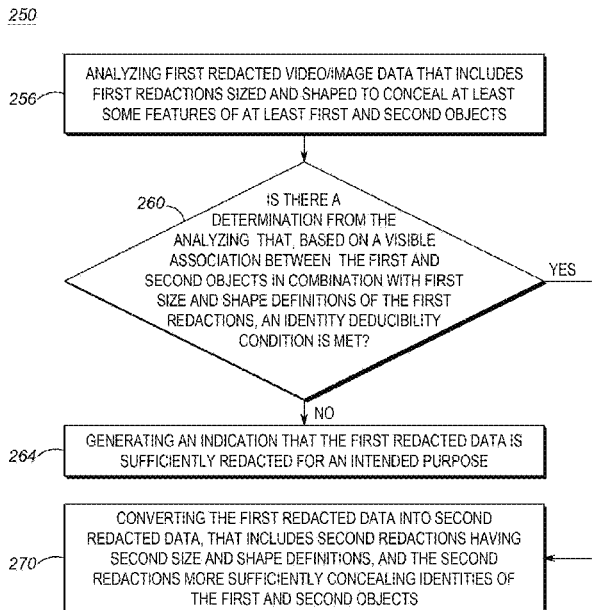 250
256
ANALYZING FIRST REDACTED VIDEO/IMAGE DATA THAT INCLUDES
FIRST REDACTIONS SIZED AND SHAPED TO CONCEAL AT LEAST
SOME FEATURES OF AT LEAST FIRST AND SECOND OBJECTS
260
IS THERE A
DETERMINATION FROM THE
ANALYZING THAT, BASED ON A VISIBLE
ASSOCIATION BETWEEN THE FIRST AND
SECOND OBJECTS IN COMBINATION WITH FIRST
SIZE AND SHAPE DEFINITIONS OF THE FIRST
REDACTIONS, AN IDENTITY DEDUCIBILITY
CONDITION IS MET?
YES
NO
264
GENERATING AN INDICATION THAT THE FIRST REDACTED DATA IS
SUFFICIENTLY REDACTED FOR AN INTENDED PURPOSE
270
CONVERTING THE FIRST REDACTED DATA INTO SECOND
REDACTED DATA, THAT INCLUDES SECOND REDACTIONS HAVING
SECOND SIZE AND SHAPE DEFINITIONS, AND THE SECOND
REDACTIONS MORE SUFFICIENTLY CONCEALING IDENTITIES OF
THE FIRST AND SECOND OBJECTS